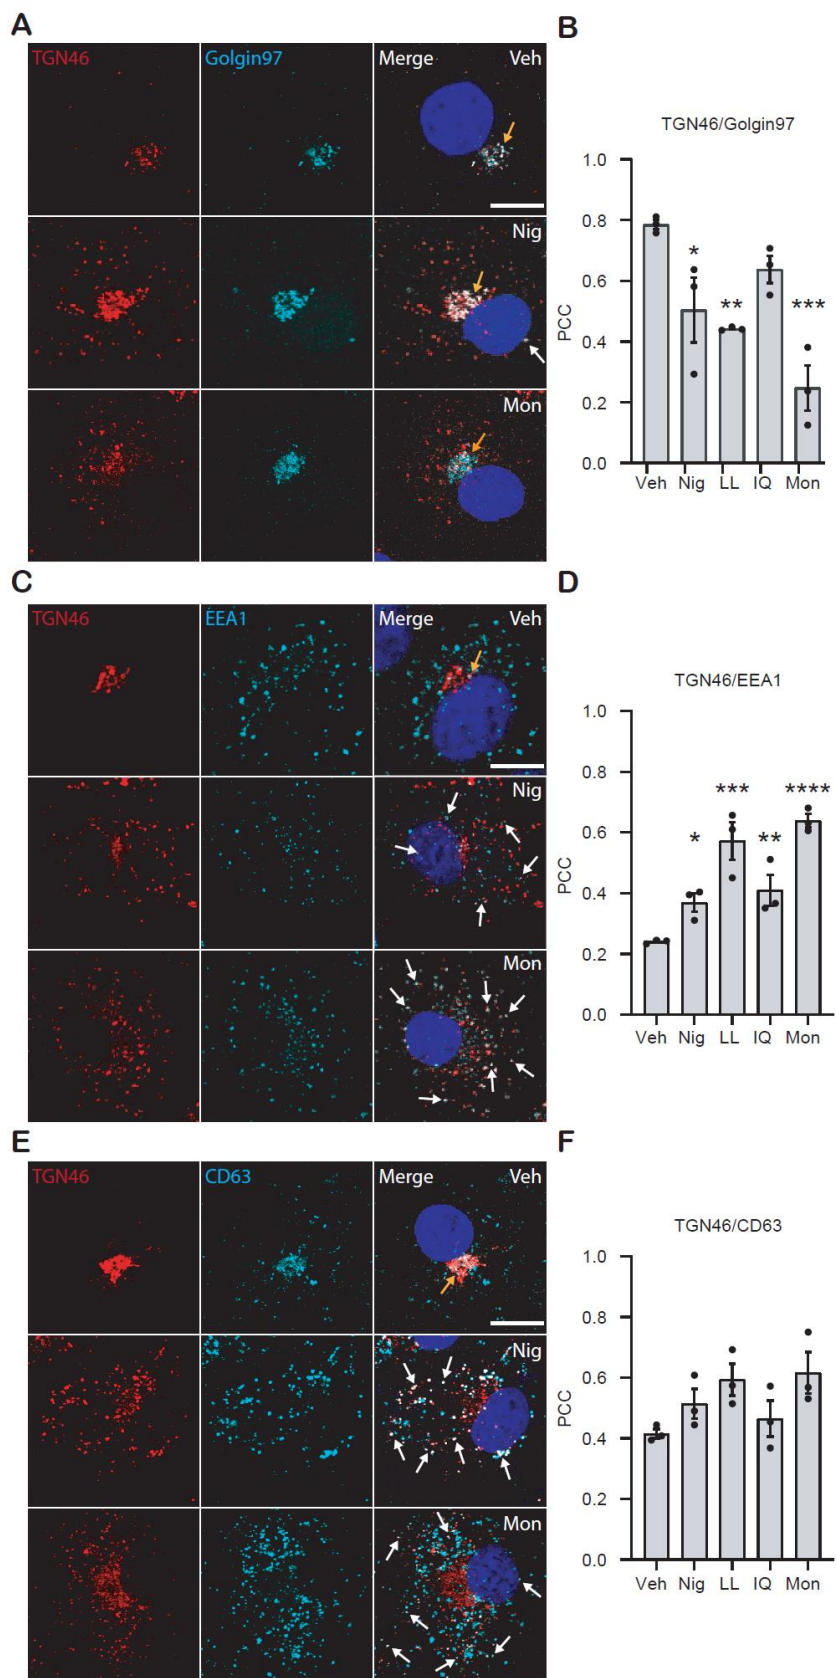 A
TGN46 Golgin97 Merge Veh
Nig
Mon
B
TGN46/Golgin97
1.0
0.8
0.6
0.4
0.2
0.0
PCC
* ** ***
Veh Nig LL IQ Mon
C
TGN46 EEA1 Merge Veh
Nig
Mon
D
TGN46/EEA1
1.0
0.8
0.6
0.4
0.2
0.0
PCC
* *** ** ****
Veh Nig LL IQ Mon
E
TGN46 CD63 Merge Veh
Nig
Mon
F
TGN46/CD63
1.0
0.8
0.6
0.4
0.2
0.0
PCC
Veh Nig LL IQ Mon